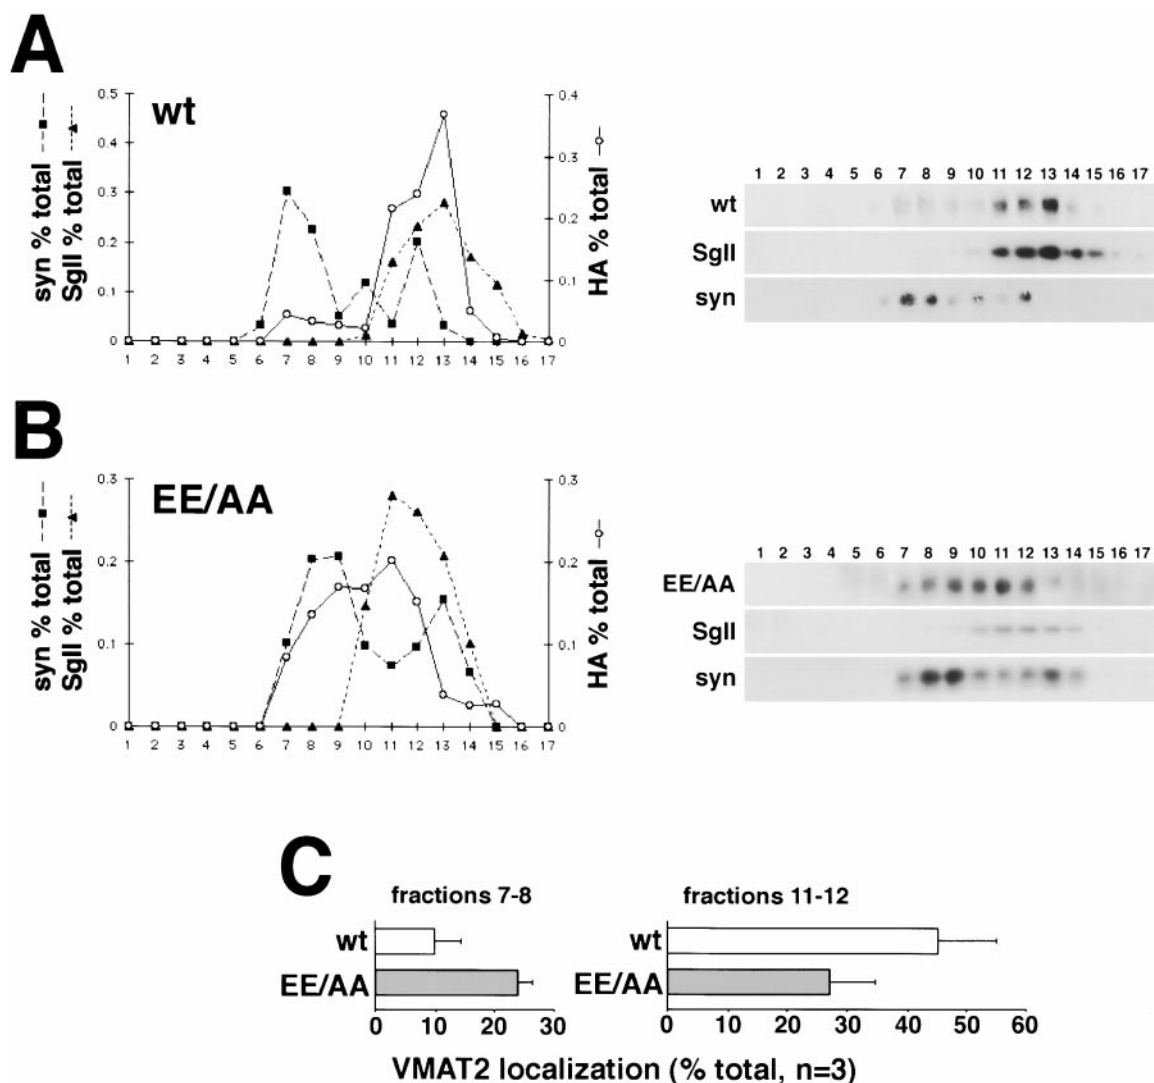 A
wt
syn % total
SgII % total
HA % total
0.5
0.4
0.3
0.2
0.1
0
0.4
0.3
0.2
0.1
0
1 2 3 4 5 6 7 8 9 10 11 12 13 14 15 16 17
1 2 3 4 5 6 7 8 9 10 11 12 13 14 15 16 17
wt
SgII
syn
B
EE/AA
syn % total
SgII % total
HA % total
0.3
0.2
0.1
0
0.3
0.2
0.1
0
1 2 3 4 5 6 7 8 9 10 11 12 13 14 15 16 17
1 2 3 4 5 6 7 8 9 10 11 12 13 14 15 16 17
EE/AA
SgII
syn
C
fractions 7-8
wt
EE/AA
0 10 20 30
fractions 11-12
wt
EE/AA
0 10 20 30 40 50 60
VMAT2 localization (% total, n=3)